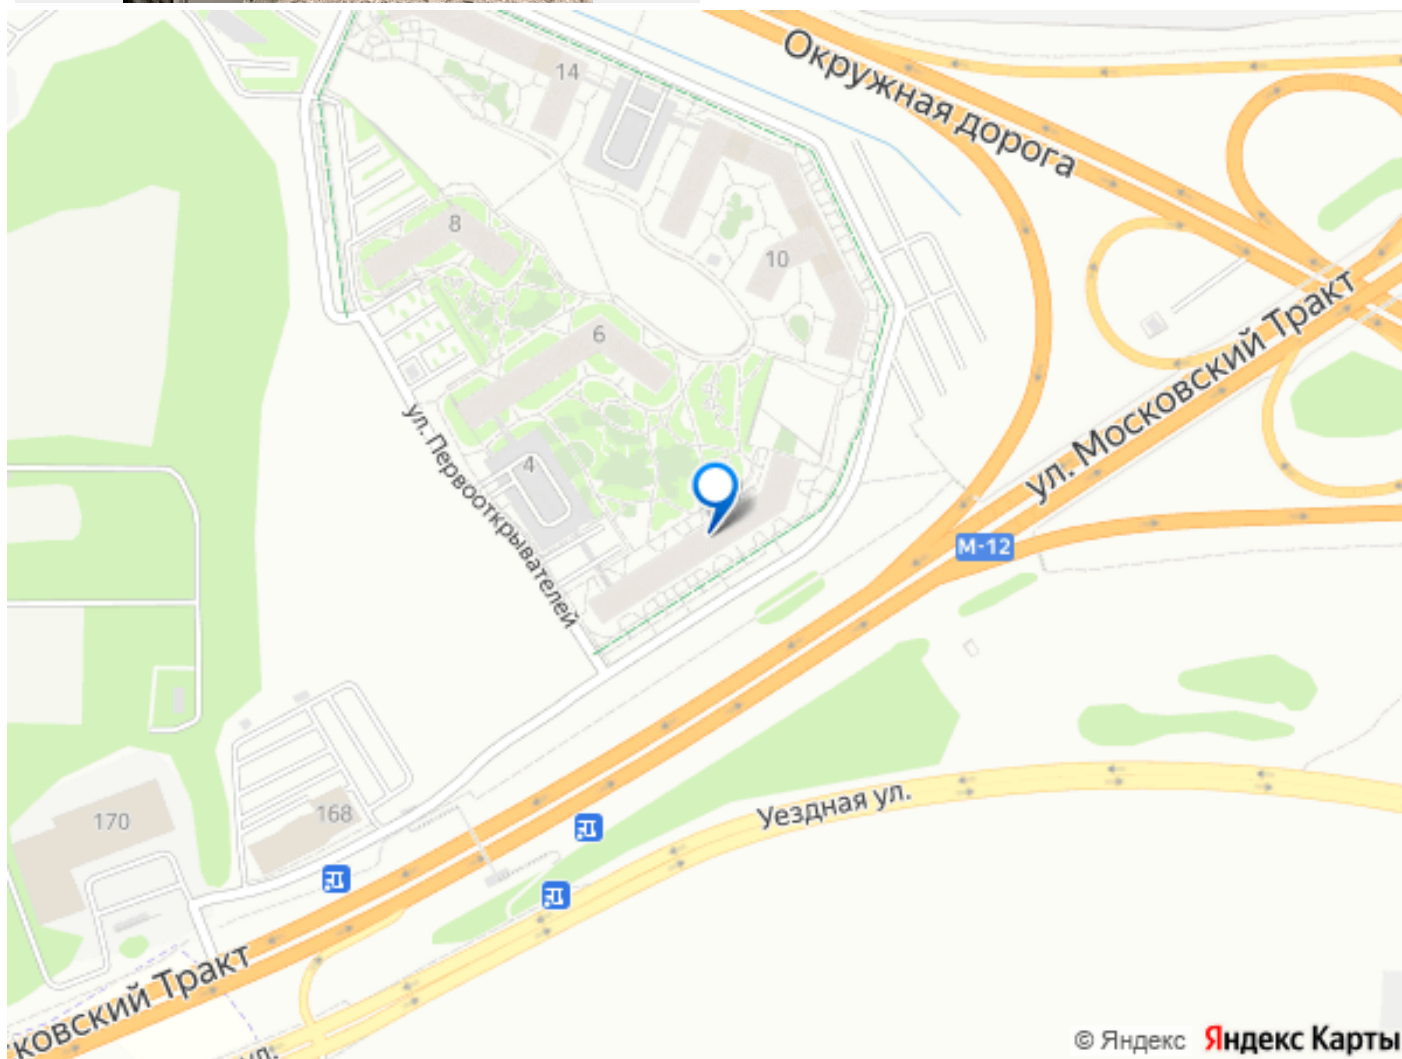 14
Окружная дорога
8
10
6
ул. Московский Тракт
ул. Первооткрывателей
4
М-12
Уездная ул.
170
168
ковский Тракт
ул.
© Яндекс Яндекс Карты